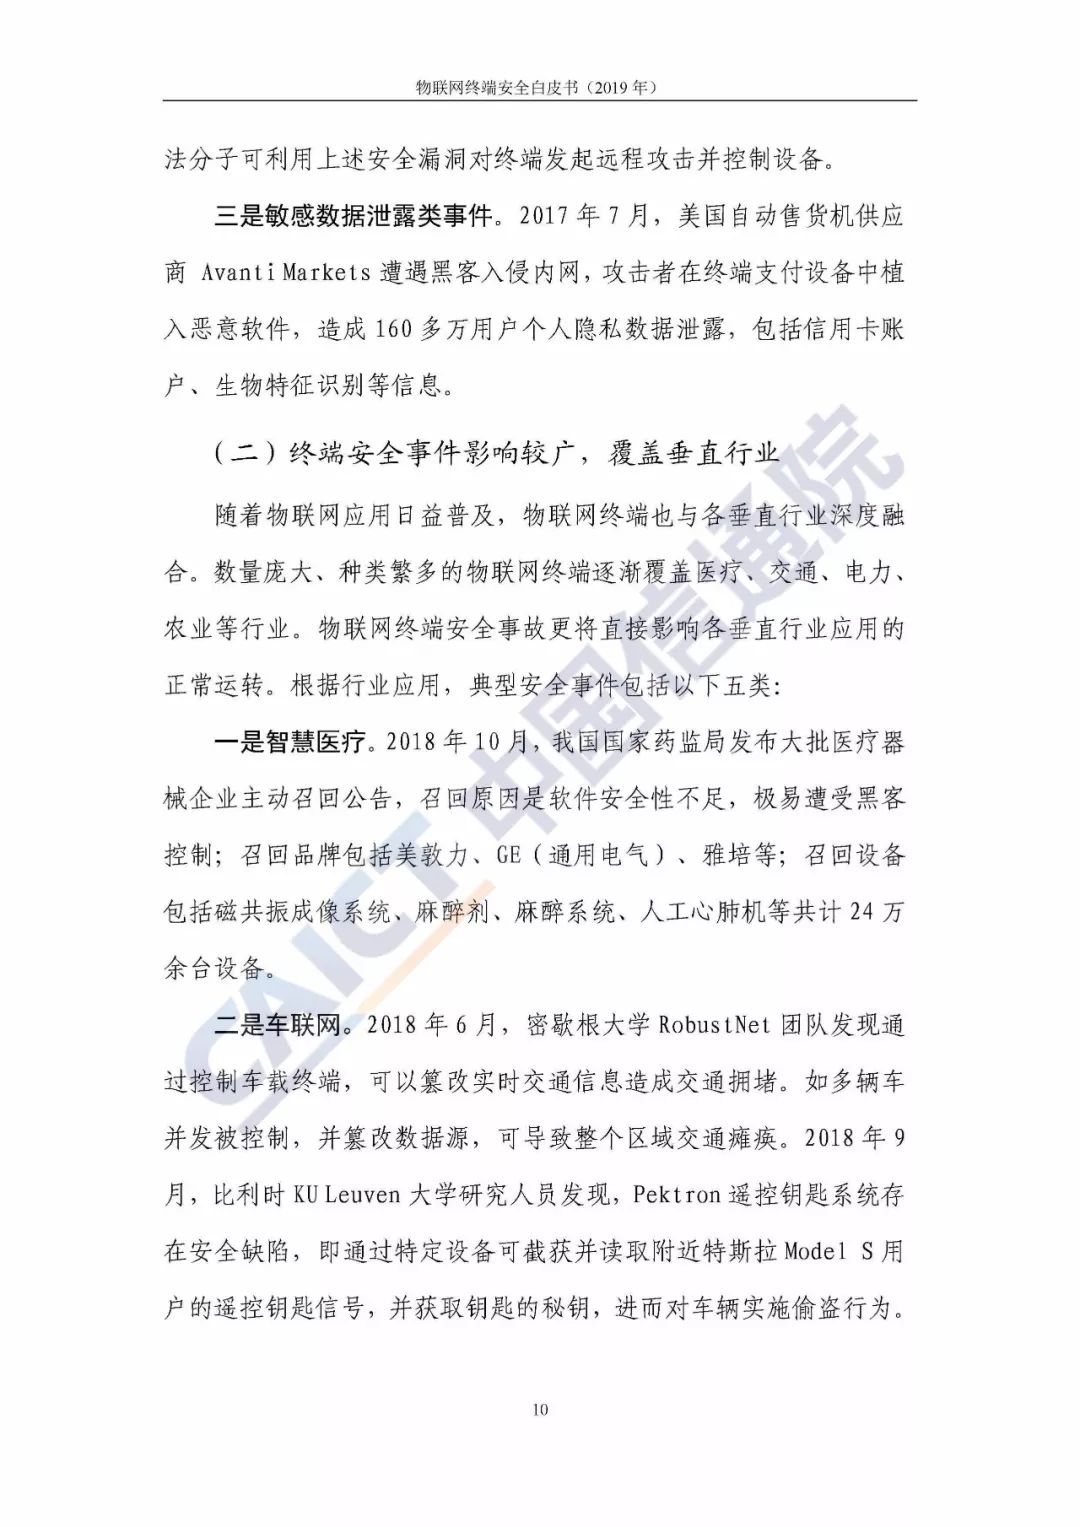 物联网终端安全白皮书（2019 年）
法分子可利用上述安全漏洞对终端发起远程攻击并控制设备。
三是敏感数据泄露类事件。2017 年 7 月，美国自动售货机供应
商 Avanti Markets 遭遇黑客入侵内网，攻击者在终端支付设备中植
入恶意软件，造成 160 多万用户个人隐私数据泄露，包括信用卡账
户、生物特征识别等信息。
（二）终端安全事件影响较广，覆盖垂直行业
随着物联网应用日益普及，物联网终端也与各垂直行业深度融
合。数量庞大、种类繁多的物联网终端逐渐覆盖医疗、交通、电力、
农业等行业。物联网终端安全事故更将直接影响各垂直行业应用的
正常运转。根据行业应用，典型安全事件包括以下五类：
一是智慧医疗。2018 年 10 月，我国国家药监局发布大批医疗器
械企业主动召回公告，召回原因是软件安全性不足，极易遭受黑客
控制；召回品牌包括美敦力、GE（通用电气）、雅培等；召回设备
包括磁共振成像系统、麻醉剂、麻醉系统、人工心肺机等共计 24 万
余台设备。
二是车联网。2018 年 6 月，密歇根大学 RobustNet 团队发现通
过控制车载终端，可以篡改实时交通信息造成交通拥堵。如多辆车
并发被控制，并篡改数据源，可导致整个区域交通瘫痪。2018 年 9
月，比利时 KU Leuven 大学研究人员发现，Pektron 遥控钥匙系统存
在安全缺陷，即通过特定设备可截获并读取附近特斯拉 Model S 用
户的遥控钥匙信号，并获取钥匙的秘钥，进而对车辆实施偷盗行为。
10
CAICT 中国信通院